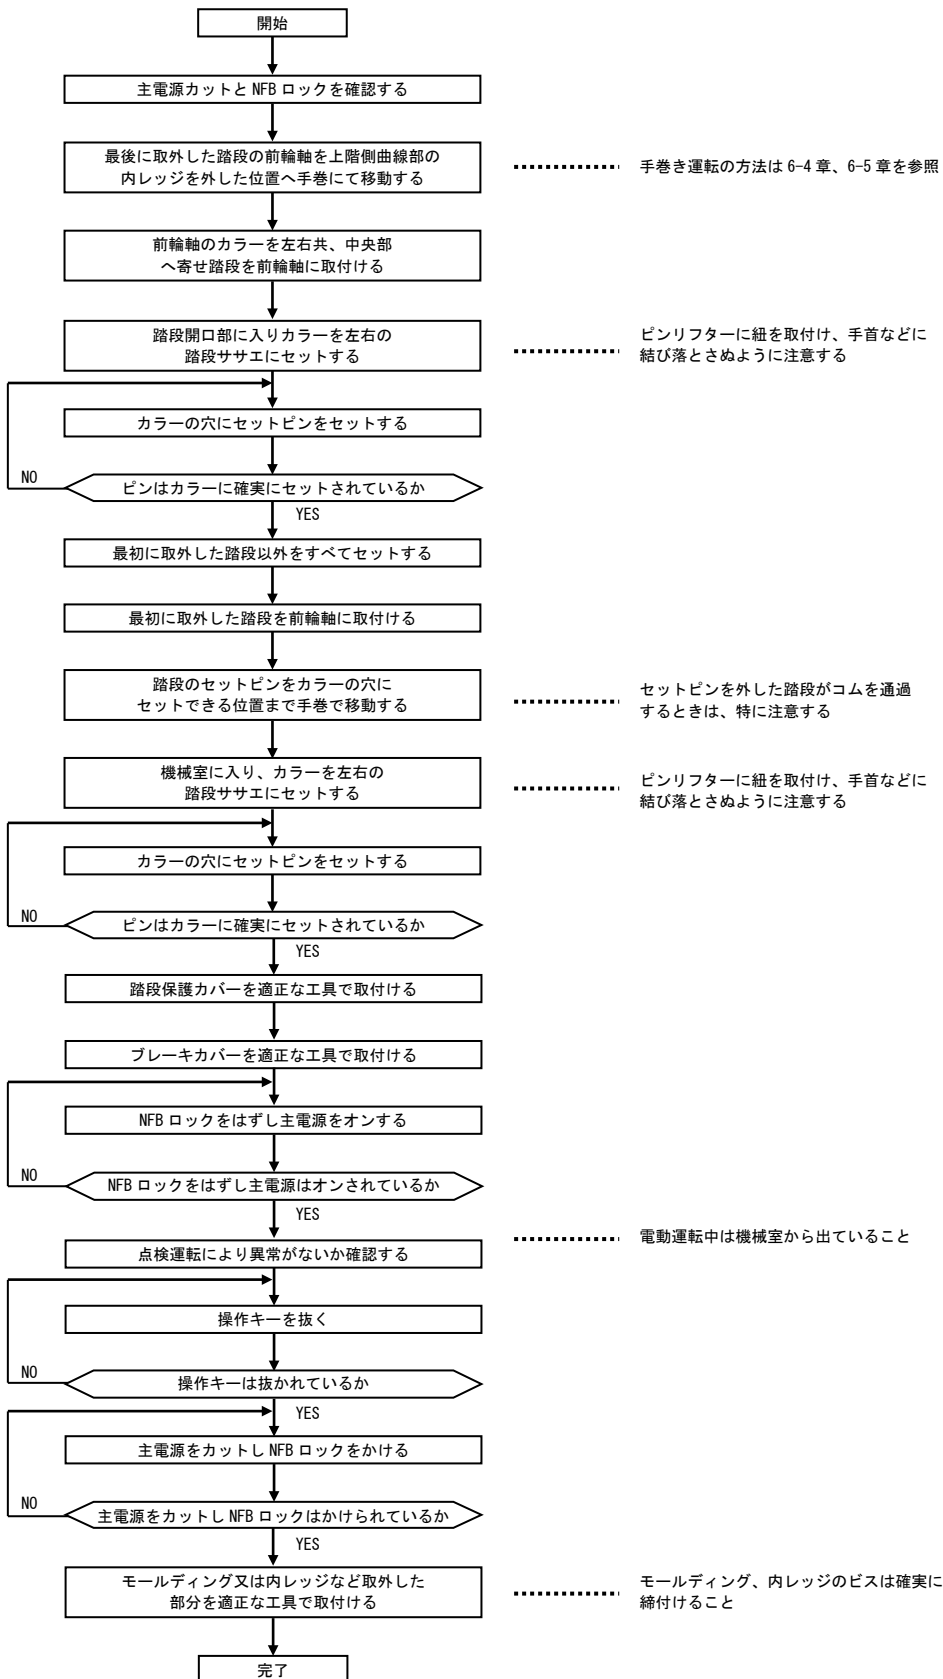 開始
主電源カットと NFB ロックを確認する
最後に取外した踏段の前輪軸を上階側曲線部の
内レッジを外した位置へ手巻にて移動する
手巻き運転の方法は 6-4 章、6-5 章を参照
前輪軸のカラーを左右共、中央部
へ寄せ踏段を前輪軸に取付ける
踏段開口部に入りカラーを左右の
踏段ササエにセットする
ピンリフターに紐を取付け、手首などに
結び落とさぬように注意する
カラーの穴にセットピンをセットする
NO
ピンはカラーに確実にセットされているか
YES
最初に取外した踏段以外をすべてセットする
最初に取外した踏段を前輪軸に取付ける
踏段のセットピンをカラーの穴に
セットできる位置まで手巻で移動する
セットピンを外した踏段がコムを通過
するときは、特に注意する
機械室に入り、カラーを左右の
踏段ササエにセットする
ピンリフターに紐を取付け、手首などに
結び落とさぬように注意する
カラーの穴にセットピンをセットする
NO
ピンはカラーに確実にセットされているか
YES
踏段保護カバーを適正な工具で取付ける
ブレーキカバーを適正な工具で取付ける
NFB ロックをはずし主電源をオンする
NO
NFB ロックをはずし主電源はオンされているか
YES
点検運転により異常がないか確認する
電動運転中は機械室から出ていること
操作キーを抜く
NO
操作キーは抜かれているか
YES
主電源をカットし NFB ロックをかける
NO
主電源をカットし NFB ロックはかけられているか
YES
モールディング又は内レッジなど取外した
部分を適正な工具で取付ける
モールディング、内レッジのビスは確実に
締付けること
完了